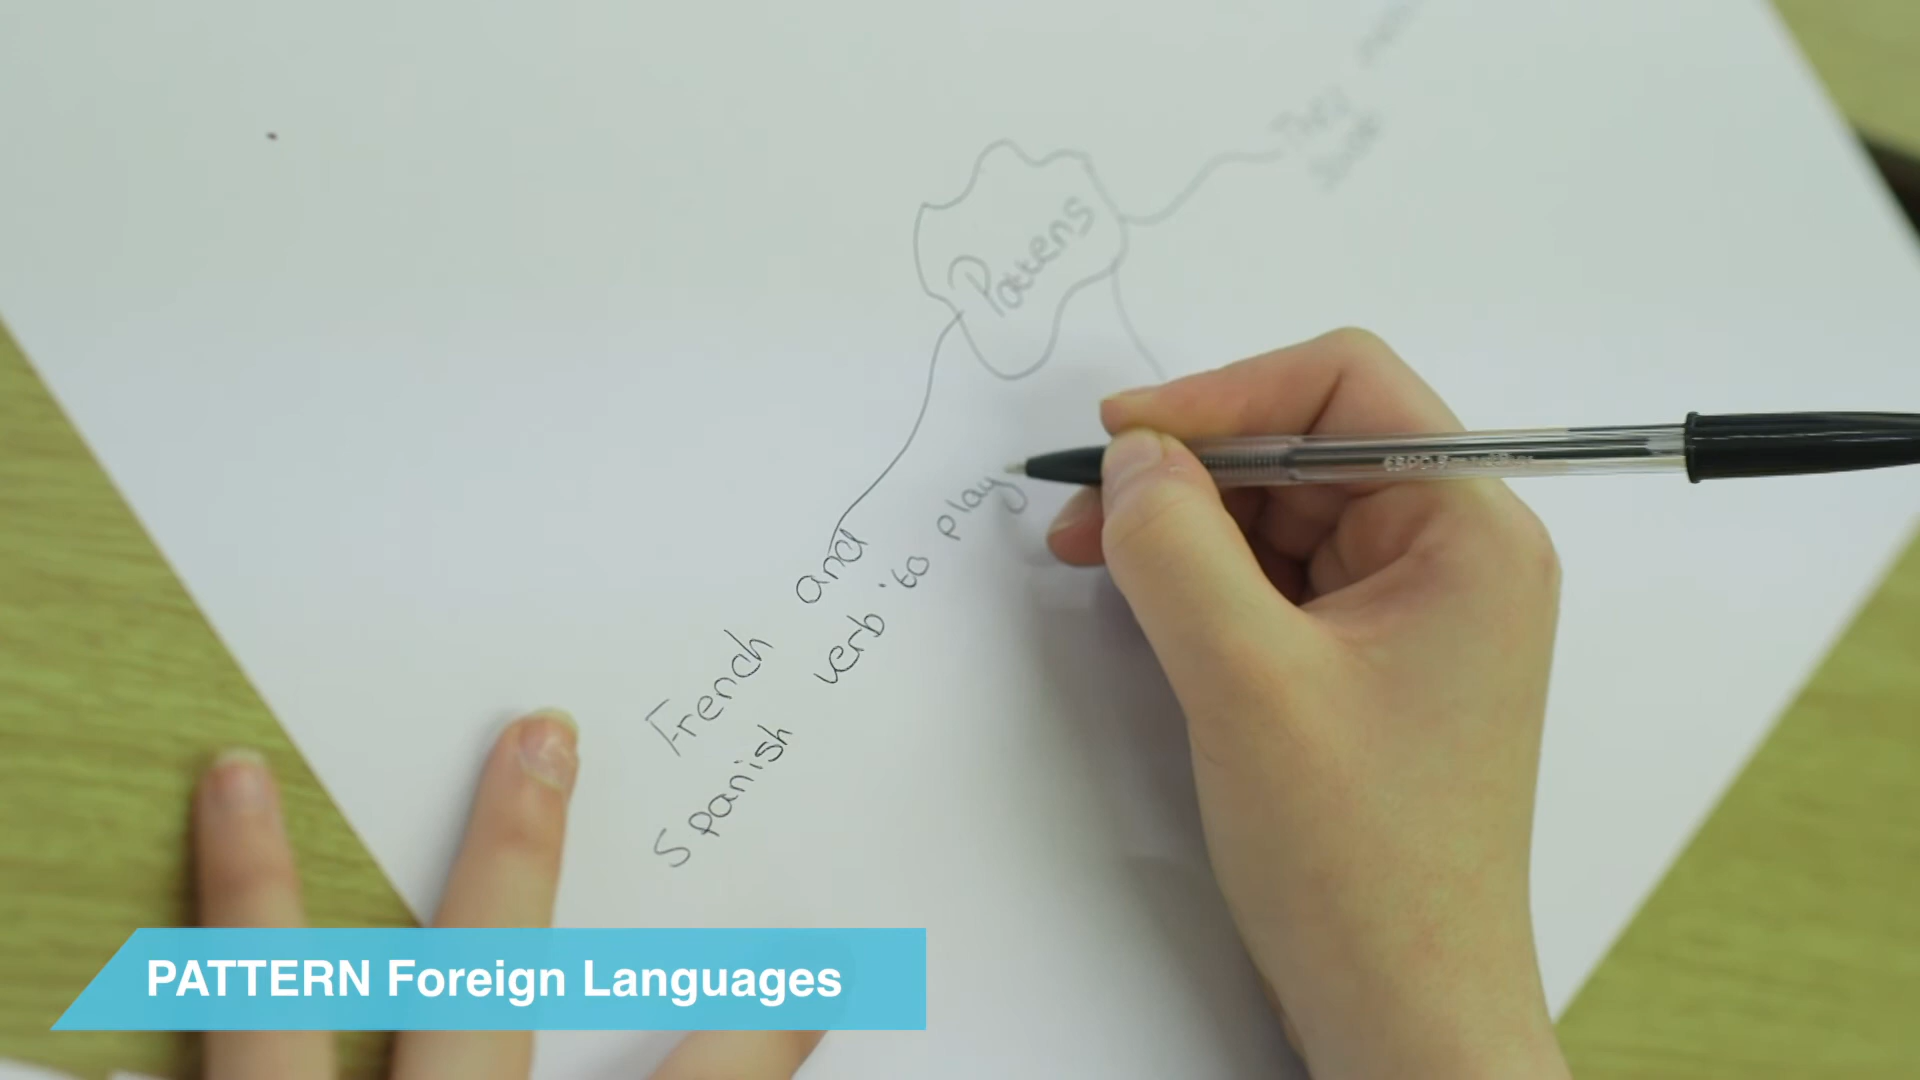 Pattens
French and
Spanish verb 'to play
PATTERN Foreign Languages